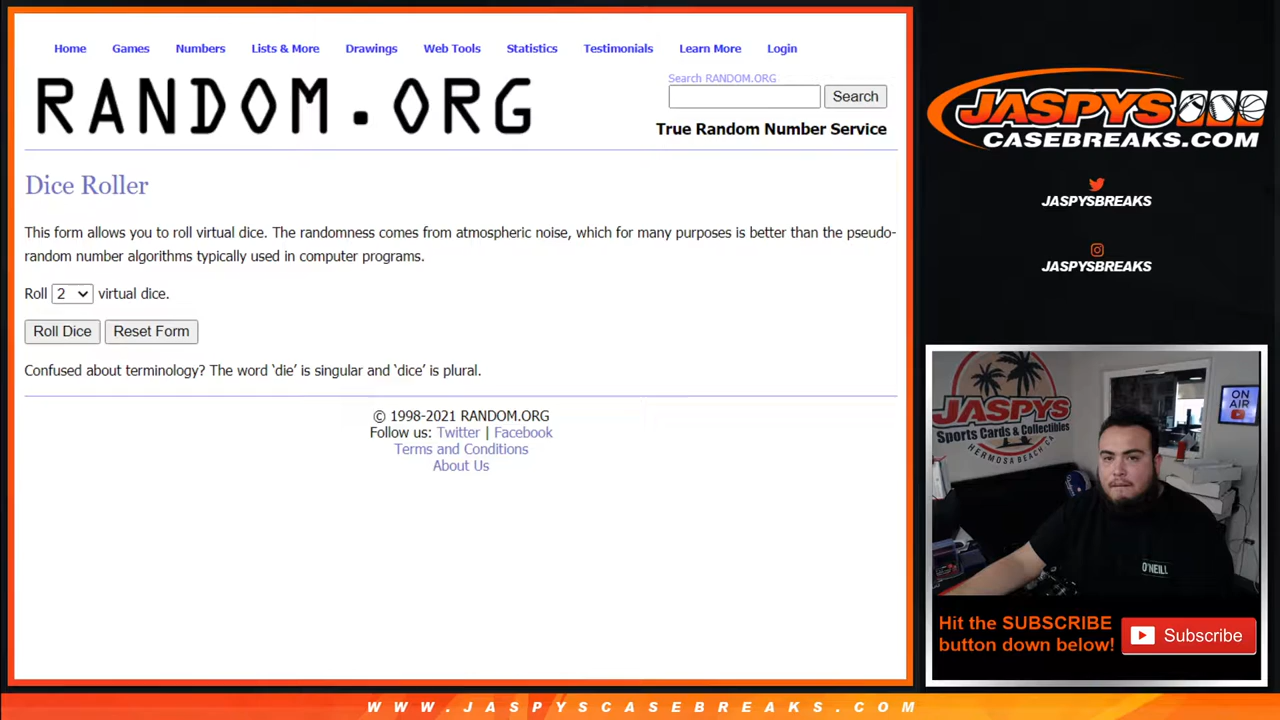 Home Games Numbers Lists & More Drawings Web Tools Statistics Testimonials Learn More Login
RANDOM.ORG
Search RANDOM.ORG
Search
True Random Number Service
Dice Roller
This form allows you to roll virtual dice. The randomness comes from atmospheric noise, which for many purposes is better than the pseudo-
random number algorithms typically used in computer programs.
Roll 2 virtual dice.
Roll Dice Reset Form
Confused about terminology? The word ‘die’ is singular and ‘dice’ is plural.
© 1998-2021 RANDOM.ORG
Follow us: Twitter | Facebook
Terms and Conditions
About Us
JASPYS
CASEBREAKS.COM
JASPYSBREAKS
JASPYSBREAKS
JASPYS
Sports Cards & Collectibles
HERMOSA BEACH CA
ON
AIR
O'NEILL
Hit the SUBSCRIBE
button down below!
Subscribe
WWW.JASPYSCASEBREAKS.COM